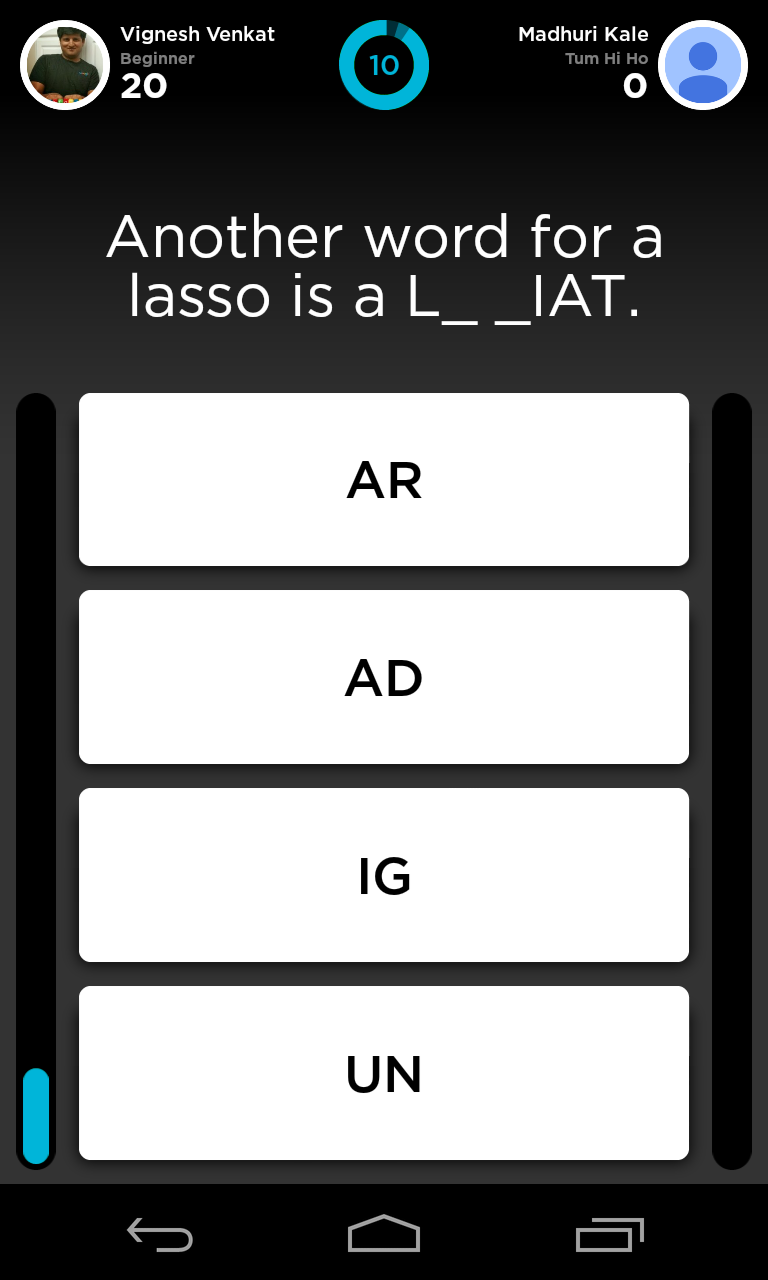 Vignesh Venkat
Beginner
20
10
Madhuri Kale
Tum Hi Ho
0
Another word for a
lasso is a L_ _IAT.
AR
AD
IG
UN